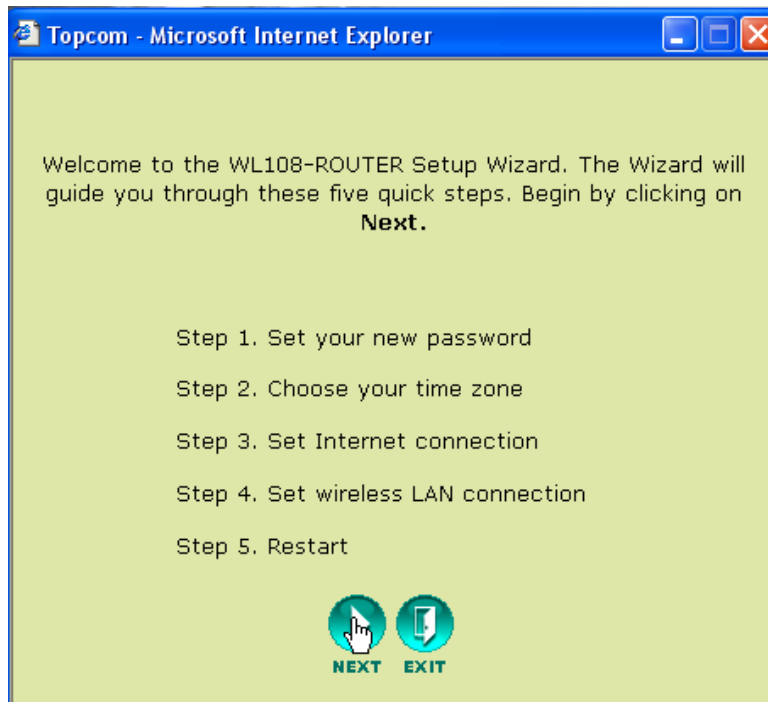 Topcom - Microsoft Internet Explorer
Welcome to the WL108-ROUTER Setup Wizard. The Wizard will
guide you through these five quick steps. Begin by clicking on
Next.
Step 1. Set your new password
Step 2. Choose your time zone
Step 3. Set Internet connection
Step 4. Set wireless LAN connection
Step 5. Restart
NEXT EXIT